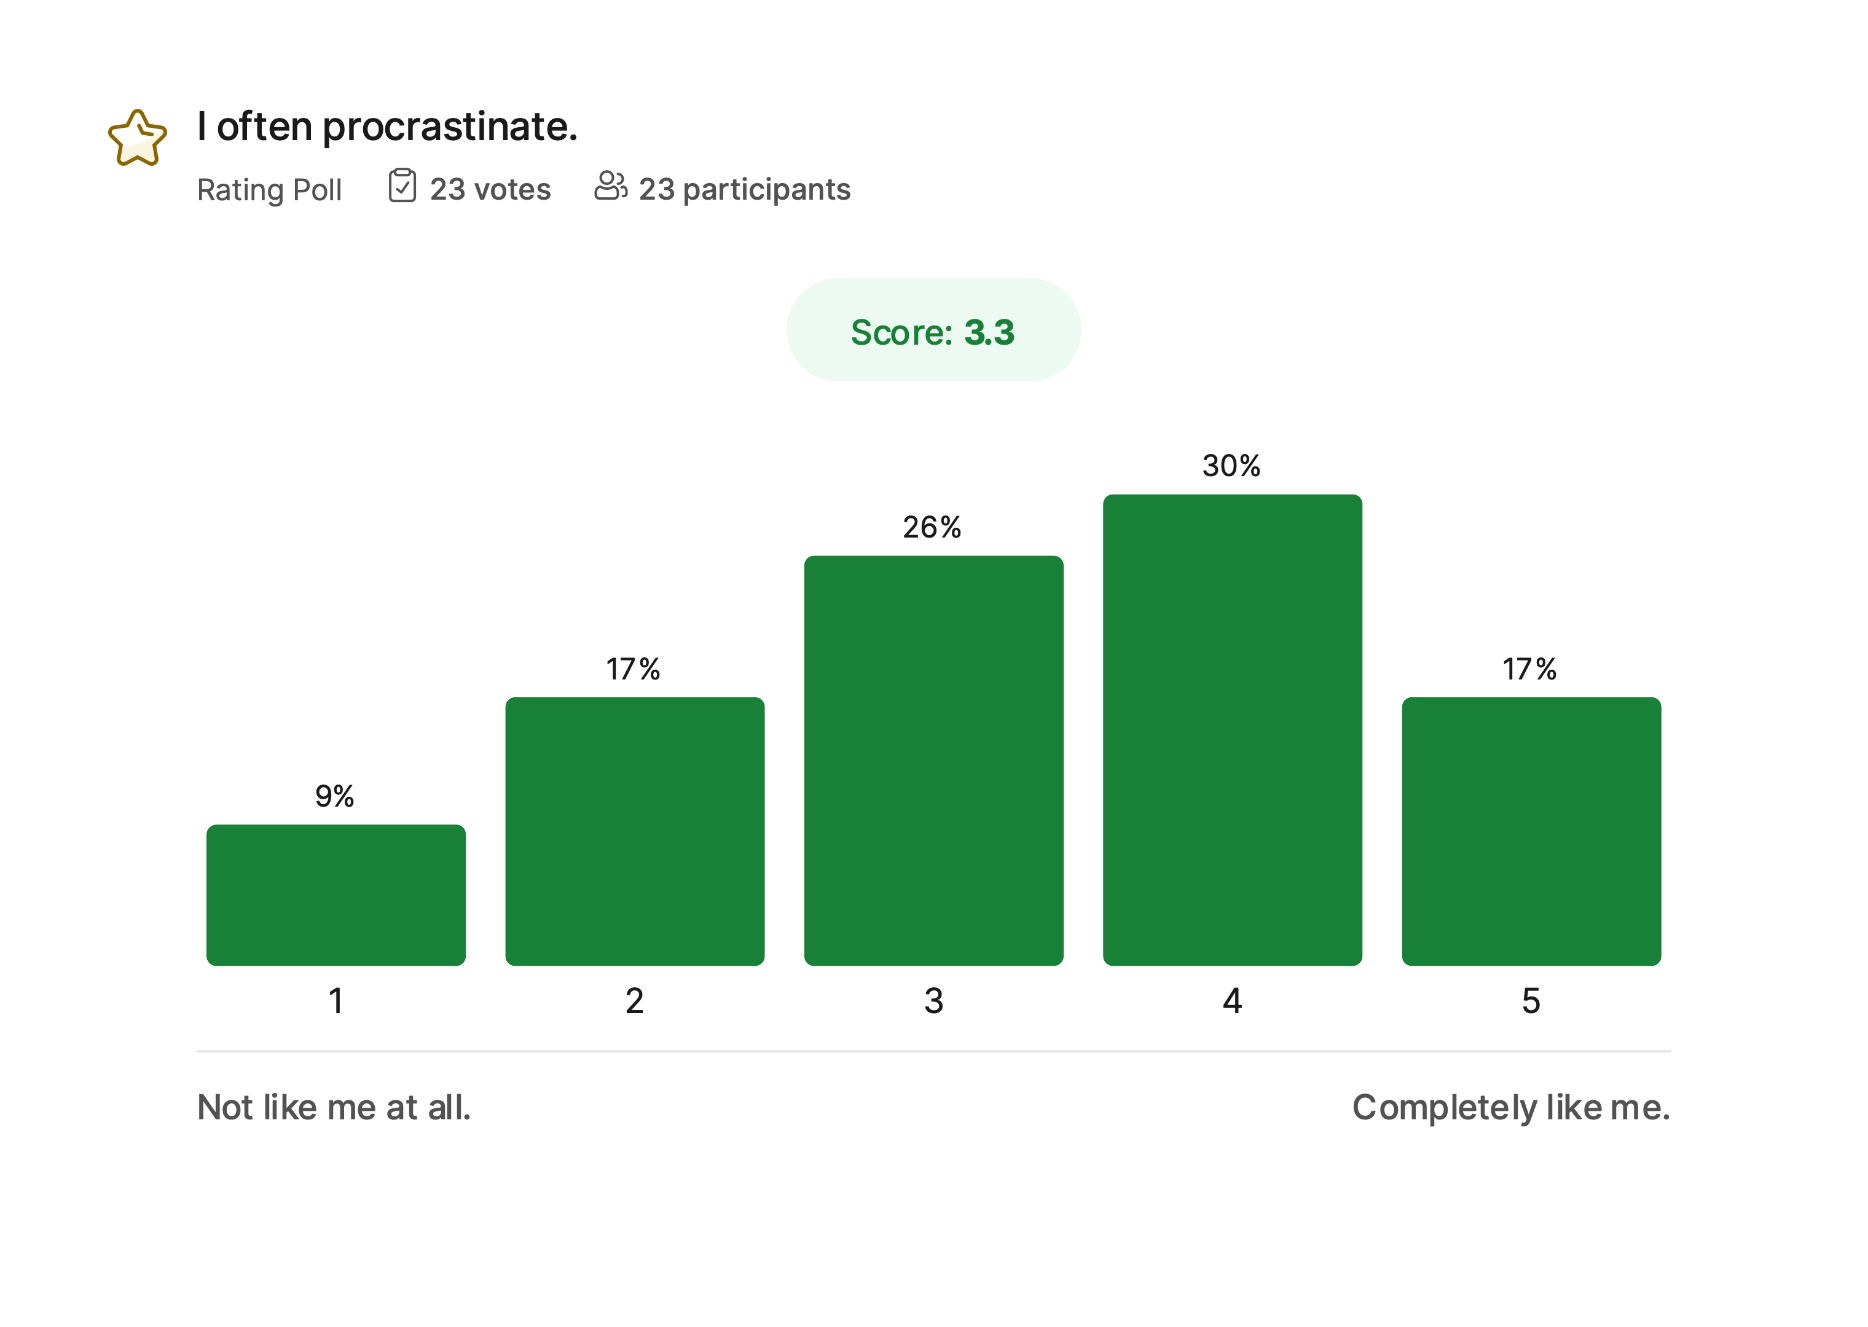 I often procrastinate.
Rating Poll 23 votes 23 participants
Score: 3.3
30%
26%
17% 17%
9%
1 2 3 4 5
Not like me at all. Completely like me.